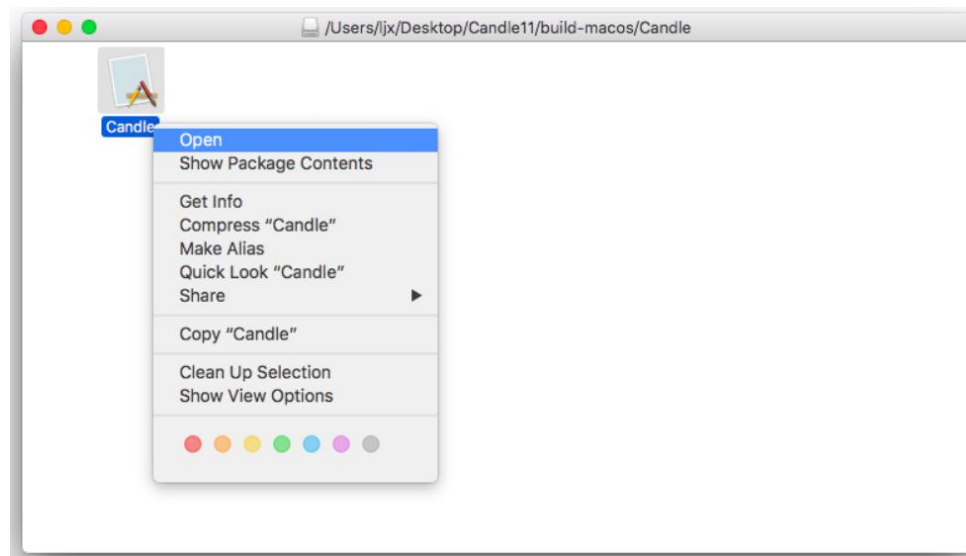 /Users/ljx/Desktop/Candle11/build-macos/Candle
Candle
Open
Show Package Contents
Get Info
Compress “Candle”
Make Alias
Quick Look “Candle”
Share
Copy “Candle”
Clean Up Selection
Show View Options